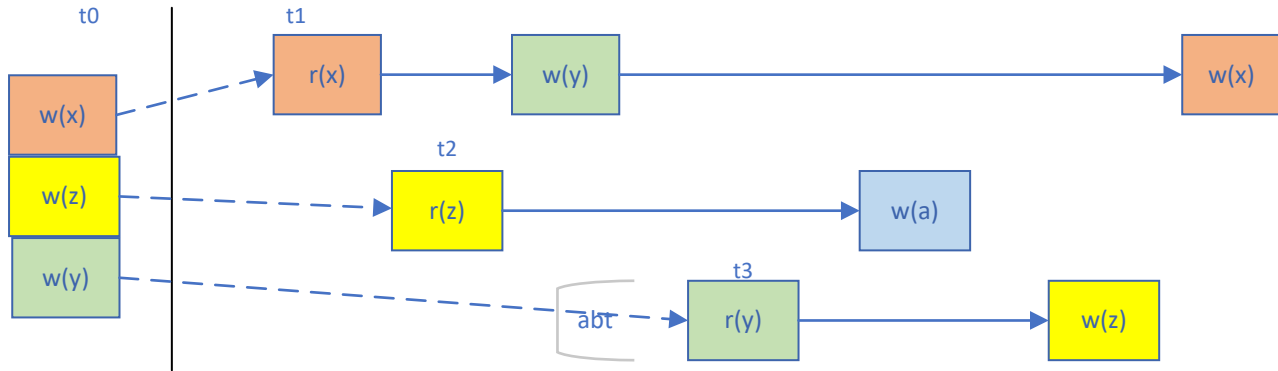 t0
t1
r(x)
w(y)
w(x)
w(x)
t2
w(z)
r(z)
w(a)
w(y)
t3
abt
r(y)
w(z)